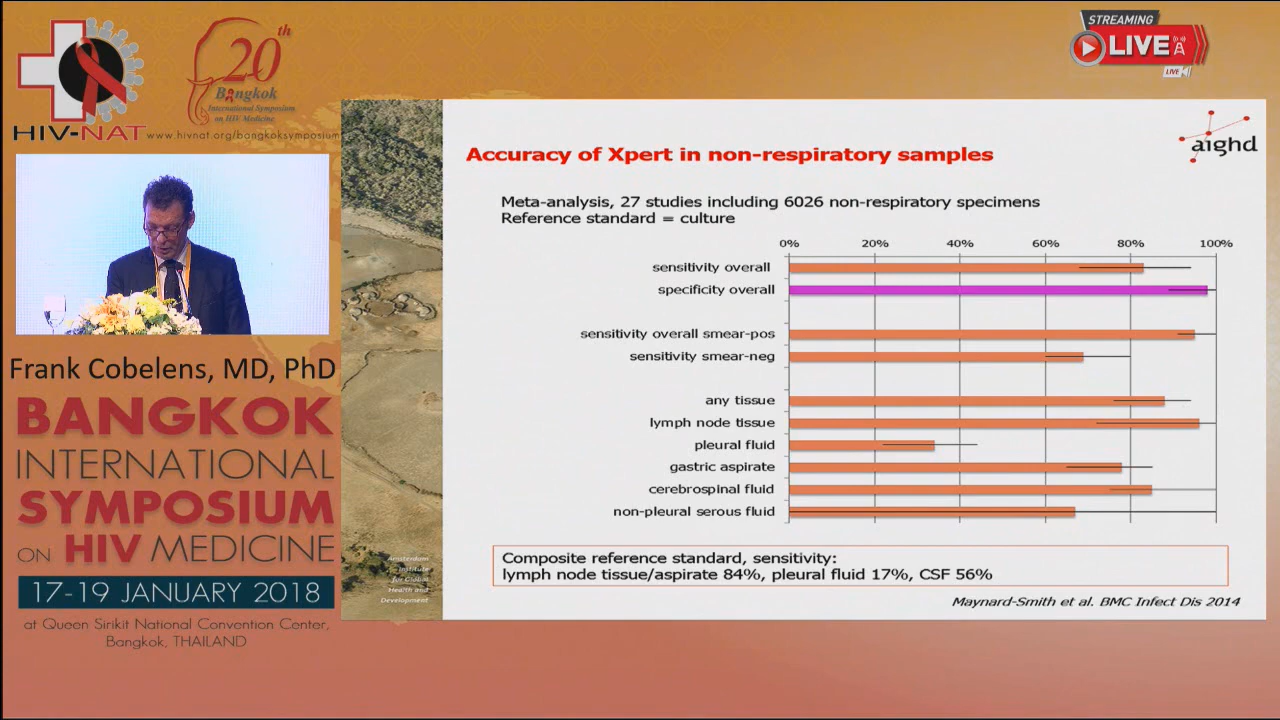 HIV-NAT
www.hivnat.org/bangkoksymposium
20th
Bangkok
International Symposium
on HIV Medicine
STREAMING
LIVE
LIVE
aighd
Frank Cobelens, MD, PhD
BANGKOK
INTERNATIONAL
SYMPOSIUM
ON HIV MEDICINE
17-19 JANUARY 2018
at Queen Sirikit National Convention Center,
Bangkok, THAILAND
Accuracy of Xpert in non-respiratory samples
Meta-analysis, 27 studies including 6026 non-respiratory specimens
Reference standard = culture
0% 20% 40% 60% 80% 100%
sensitivity overall
specificity overall
sensitivity overall smear-pos
sensitivity smear-neg
any tissue
lymph node tissue
pleural fluid
gastric aspirate
cerebrospinal fluid
non-pleural serous fluid
Composite reference standard, sensitivity:
lymph node tissue/aspirate 84%, pleural fluid 17%, CSF 56%
Maynard-Smith et al. BMC Infect Dis 2014
Amsterdam
Institute
for Global
Health and
Development